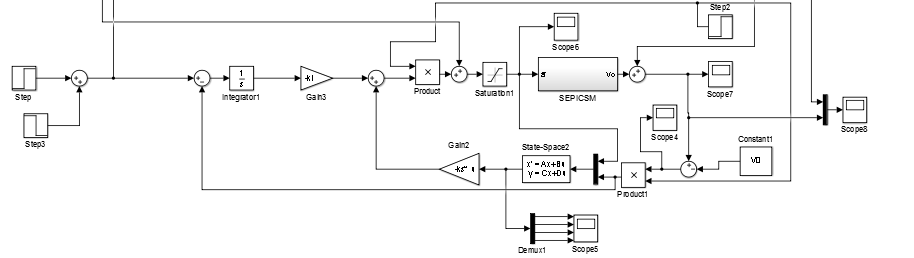 Step2
Scope6
Step
Integrator1
1
s
-kI
Gain3
Product
Saturation1
Vo
SEPICSM
Scope7
Step3
Scope4
Constant1
V0
Scope8
Gain2
State-Space2
x' = Ax+Bu
y = Cx+Du
Product1
Demux1
Scope5